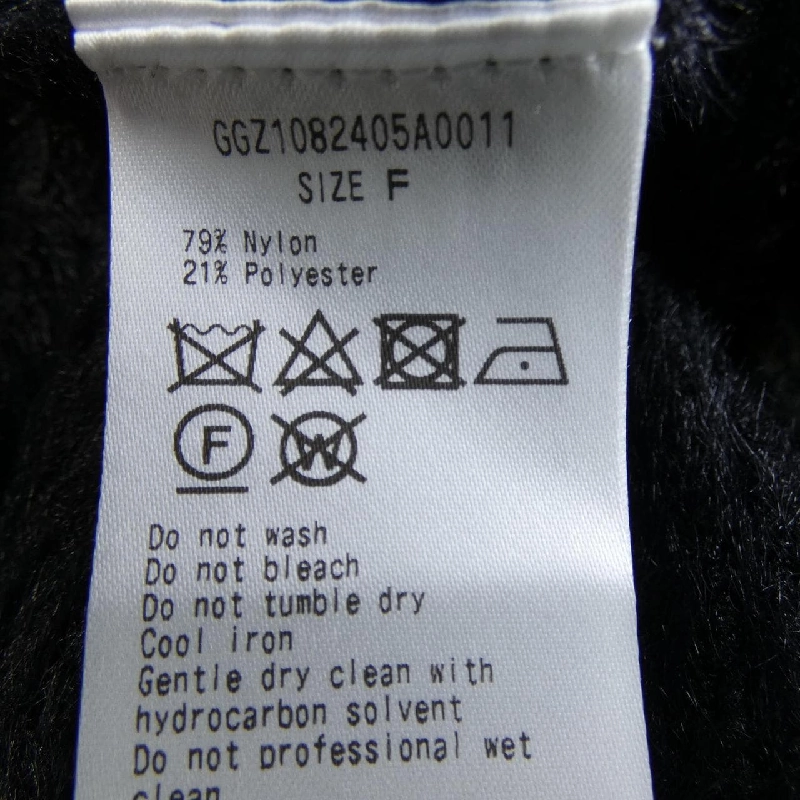 GGZ1082405A0011
SIZE F
79% Nylon
21% Polyester
F W
Do not wash
Do not bleach
Do not tumble dry
Cool iron
Gentle dry clean with
hydrocarbon solvent
Do not professional wet
clean